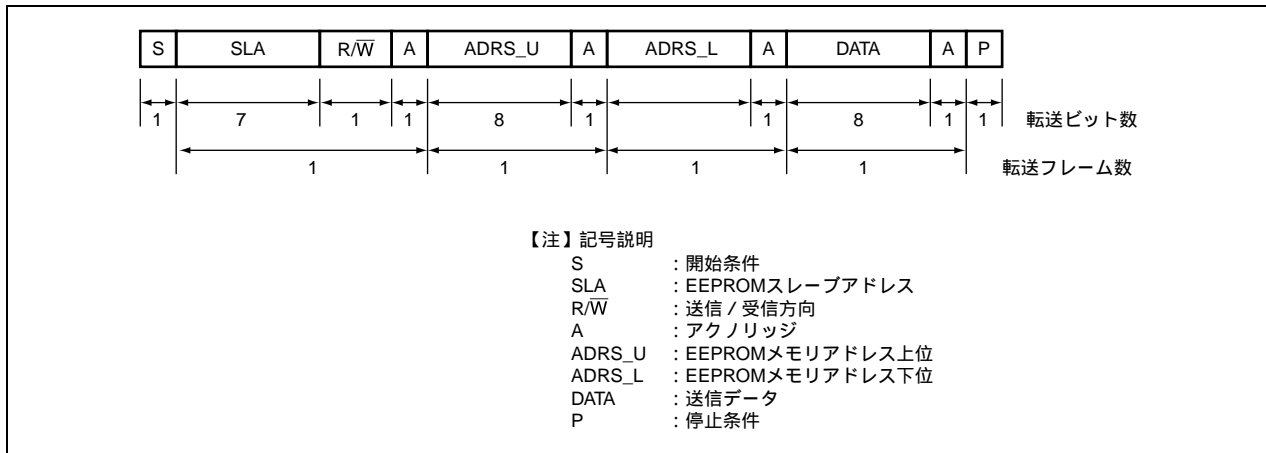 S SLA R/W̅ A ADRS_U A ADRS_L A DATA A P
1 7 1 1 8 1 1 8 1 1 転送ビット数
1 1 1 1 転送フレーム数
【注】記号説明
S :開始条件
SLA :EEPROMスレーブアドレス
R/W̅ :送信/受信方向
A :アクノリッジ
ADRS_U :EEPROMメモリアドレス上位
ADRS_L :EEPROMメモリアドレス下位
DATA :送信データ
P :停止条件